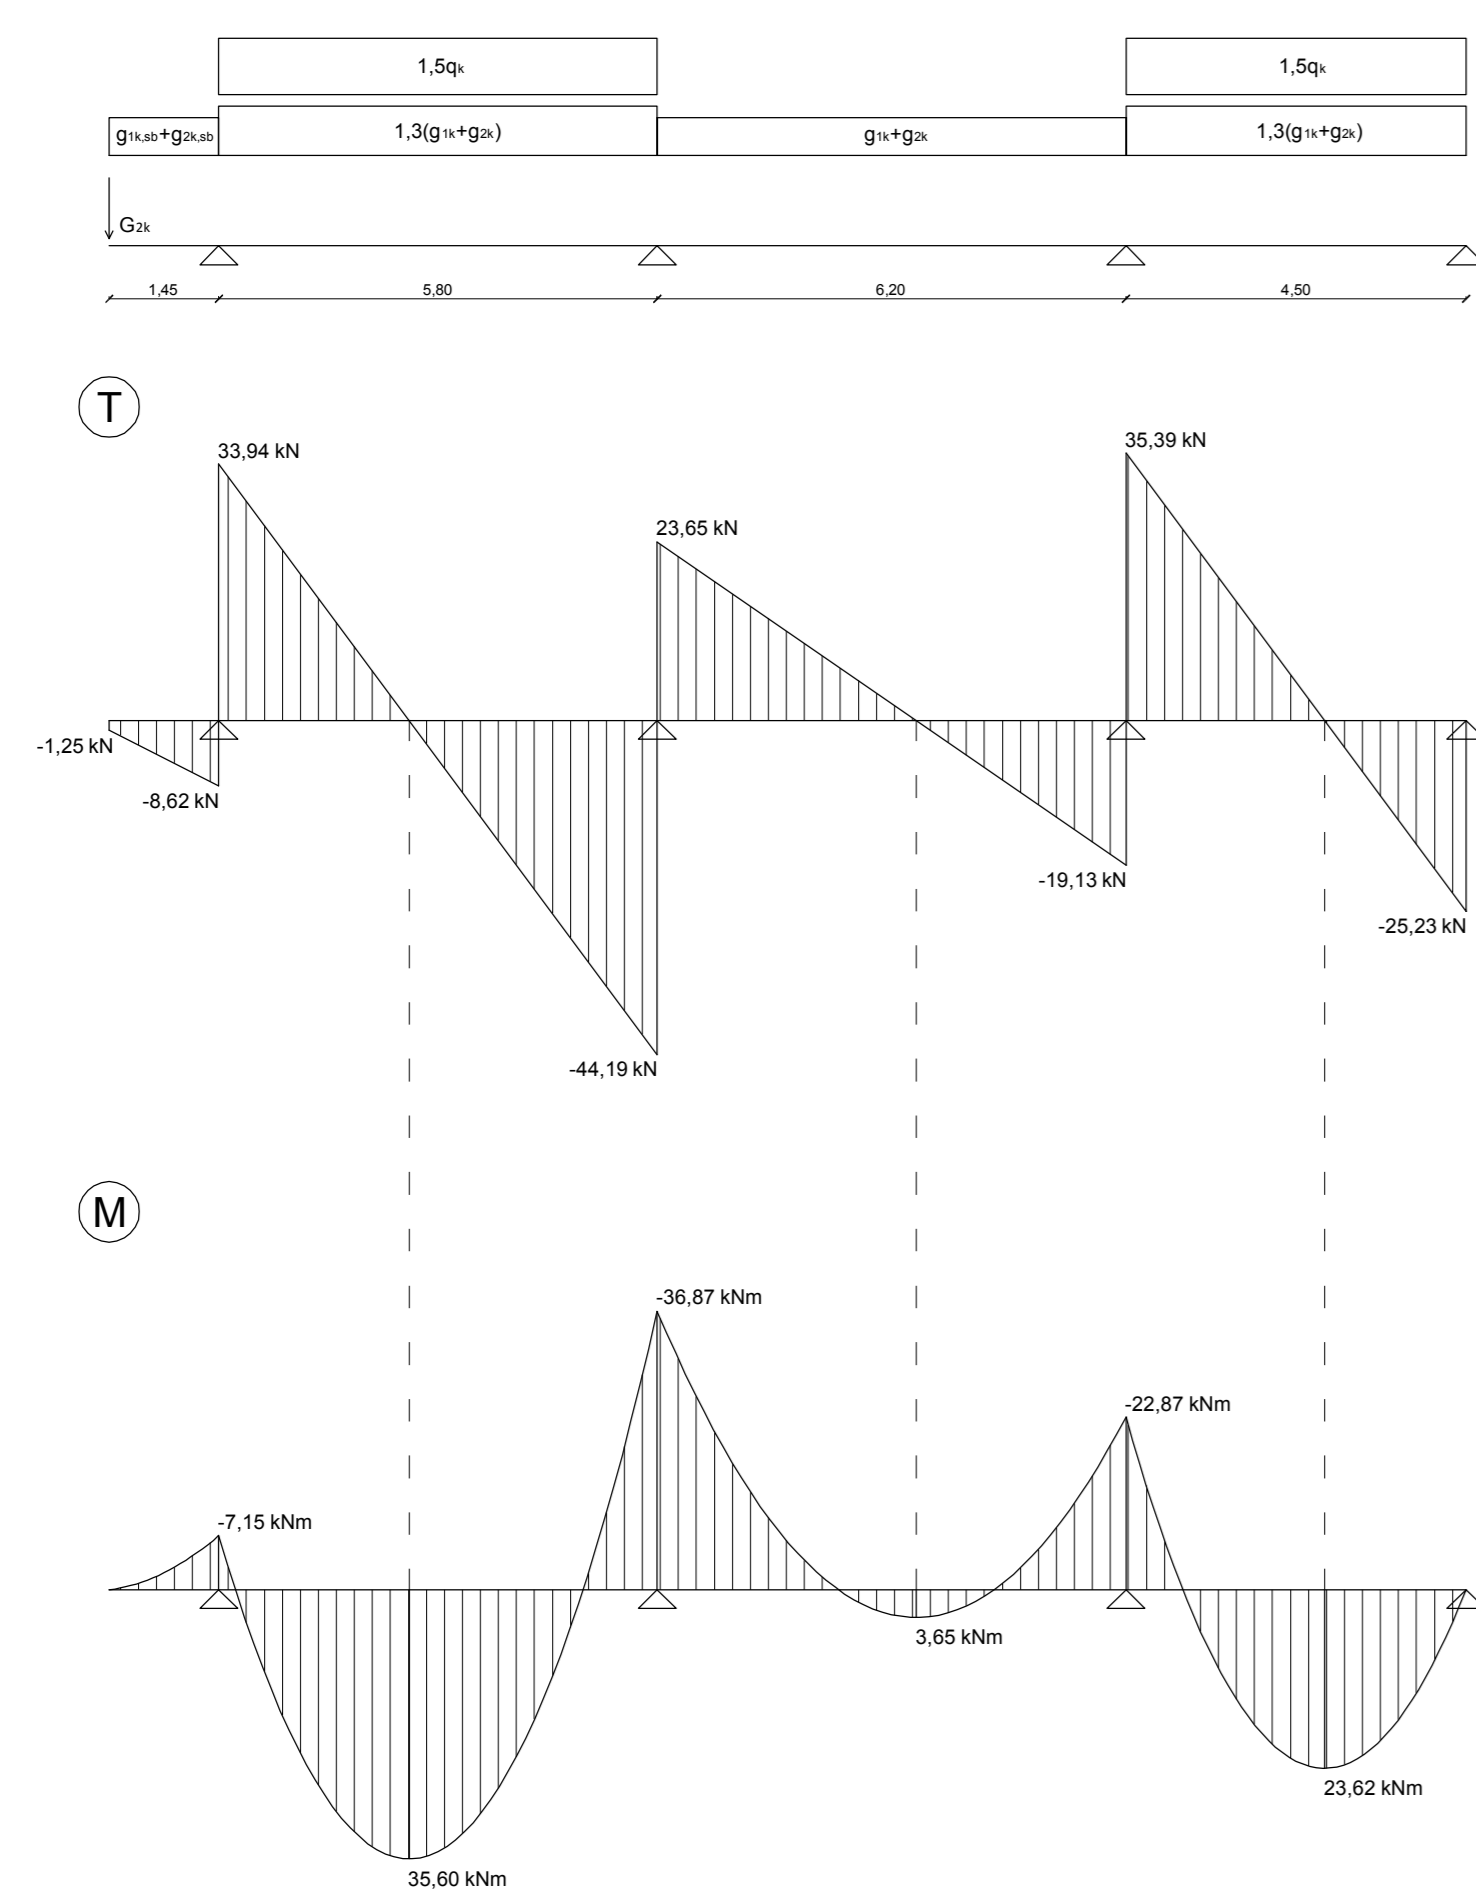 1,5qk
1,5qk
g1k,sb+g2k,sb
1,3(g1k+g2k)
g1k+g2k
1,3(g1k+g2k)
G2k
1,45
5,80
6,20
4,50
T
33,94 kN
23,65 kN
35,39 kN
-1,25 kN
-8,62 kN
-19,13 kN
-25,23 kN
-44,19 kN
M
-36,87 kNm
-22,87 kNm
-7,15 kNm
3,65 kNm
23,62 kNm
35,60 kNm